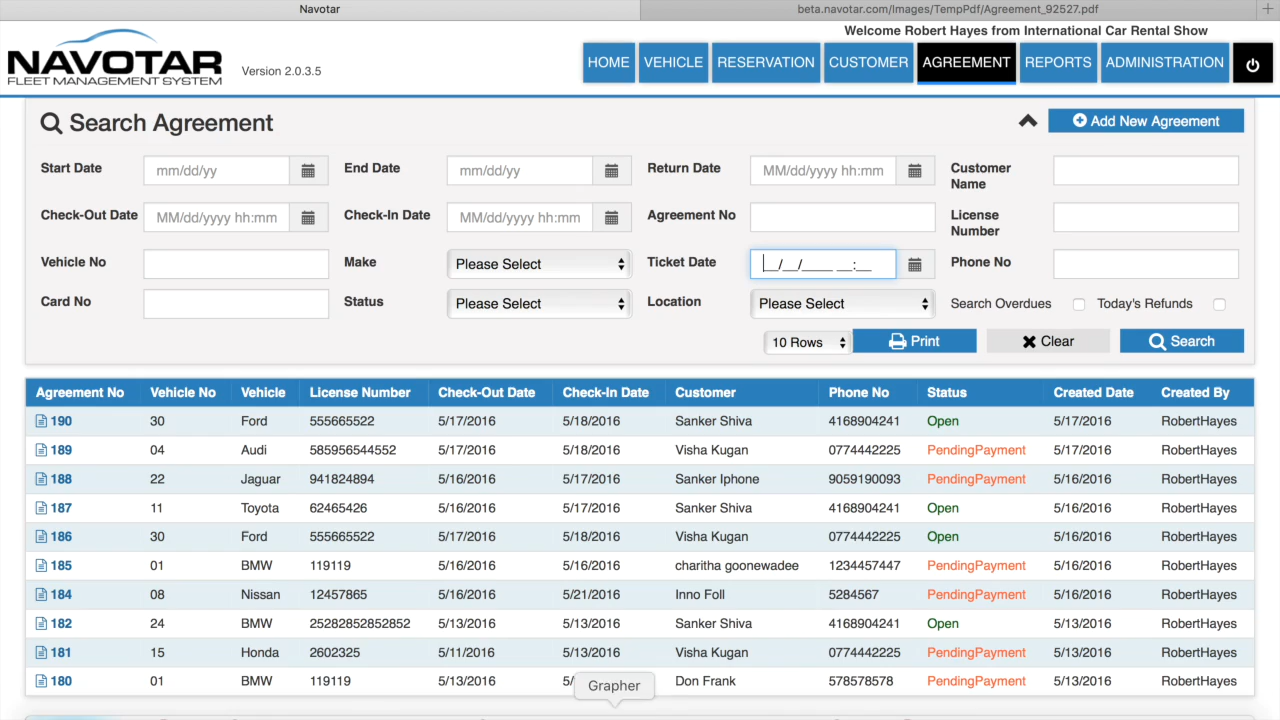 Navotar
beta.navotar.com/Images/TempPdf/Agreement_92527.pdf
Welcome Robert Hayes from International Car Rental Show
NAVOTAR
FLEET MANAGEMENT SYSTEM
Version 2.0.3.5
HOME VEHICLE RESERVATION CUSTOMER AGREEMENT REPORTS ADMINISTRATION
Search Agreement
Add New Agreement
Start Date mm/dd/yy End Date mm/dd/yy Return Date MM/dd/yyyy hh:mm Customer Name
Check-Out Date MM/dd/yyyy hh:mm Check-In Date MM/dd/yyyy hh:mm Agreement No License Number
Vehicle No Make Please Select Ticket Date __/__/____ __:__ Phone No
Card No Status Please Select Location Please Select Search Overdues Today's Refunds
10 Rows Print Clear Search
Agreement No Vehicle No Vehicle License Number Check-Out Date Check-In Date Customer Phone No Status Created Date Created By
190 30 Ford 555665522 5/17/2016 5/18/2016 Sanker Shiva 4168904241 Open 5/17/2016 RobertHayes
189 04 Audi 585956544552 5/17/2016 5/18/2016 Visha Kugan 0774442225 PendingPayment 5/17/2016 RobertHayes
188 22 Jaguar 941824894 5/16/2016 5/17/2016 Sanker Iphone 9059190093 PendingPayment 5/16/2016 RobertHayes
187 11 Toyota 62465426 5/16/2016 5/17/2016 Sanker Shiva 4168904241 Open 5/16/2016 RobertHayes
186 30 Ford 555665522 5/17/2016 5/18/2016 Visha Kugan 0774442225 Open 5/16/2016 RobertHayes
185 01 BMW 119119 5/16/2016 5/16/2016 charitha goonewadee 1234457447 PendingPayment 5/16/2016 RobertHayes
184 08 Nissan 12457865 5/16/2016 5/21/2016 Inno Foll 5284567 PendingPayment 5/16/2016 RobertHayes
182 24 BMW 25282852852852 5/13/2016 5/13/2016 Sanker Shiva 4168904241 Open 5/13/2016 RobertHayes
181 15 Honda 2602325 5/11/2016 5/13/2016 Visha Kugan 0774442225 PendingPayment 5/13/2016 RobertHayes
180 01 BMW 119119 5/13/2016 5/ Don Frank 578578578 PendingPayment 5/13/2016 RobertHayes
Grapher